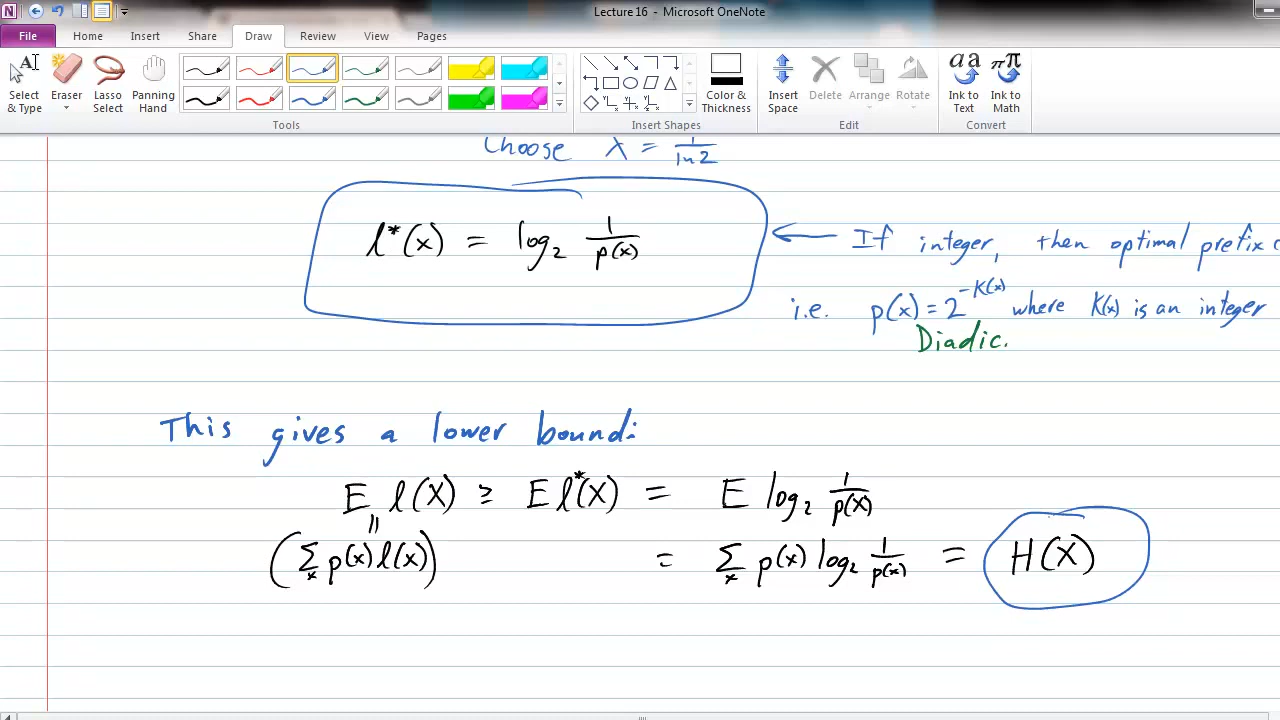 Lecture 16 - Microsoft OneNote
File Home Insert Share Draw Review View Pages
Select & Type Eraser Lasso Select Panning Hand Color & Thickness Insert Space Delete Arrange Rotate Ink to Text Ink to Math
Tools Insert Shapes Edit Convert
Choose λ = 1/ln2
l*(x) = log₂ 1/p(x) ← If integer, then optimal prefix
i.e. p(x) = 2^(-K(x)) where K(x) is an integer
Diadic.
This gives a lower bound:
E l(X) ≥ E l*(X) = E log₂ 1/p(X)
(Σₓ p(x) l(x)) = Σₓ p(x) log₂ 1/p(x) = H(X)